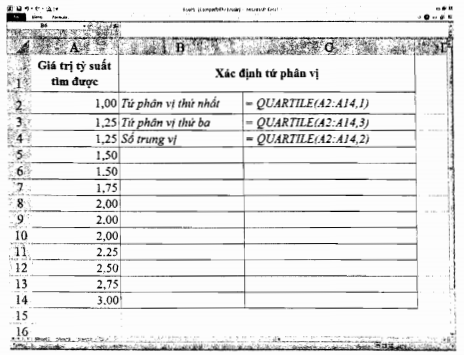 A B C
Giá trị tỷ suất
tìm được
Xác định tứ phân vị
1
2 1,00 Tứ phân vị thứ nhất = QUARTILE(A2:A14,1)
3 1,25 Tứ phân vị thứ ba = QUARTILE(A2:A14,3)
4 1,25 Số trung vị = QUARTILE(A2:A14,2)
5 1,50
6 1.50
7 1,75
8 2,00
9 2.00
10 2,00
11 2.25
12 2,50
13 2,75
14 3.00
15
16